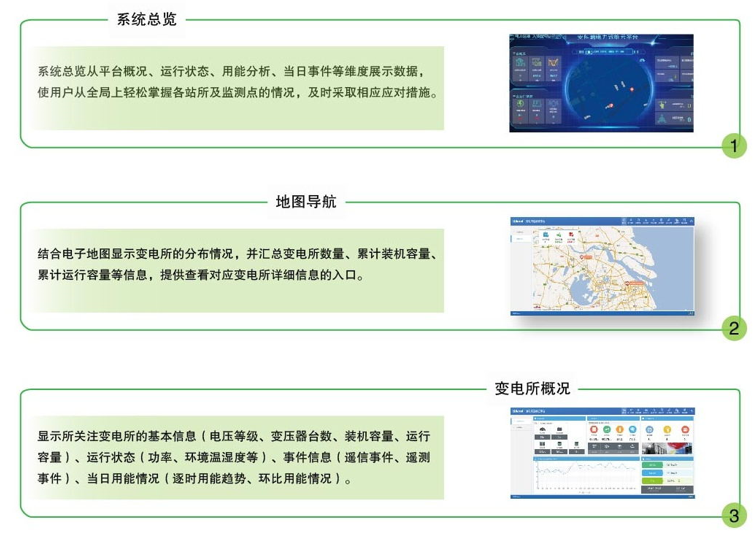 系统总览
系统总览从平台概况、运行状态、用能分析、当日事件等维度展示数据，
使用户从全局上轻松掌握各站所及监测点的情况，及时采取相应应对措施。
1
地图导航
结合电子地图显示变电所的分布情况，并汇总变电所数量、累计装机容量、
累计运行容量等信息，提供查看对应变电所详细信息的入口。
2
变电所概况
显示所关注变电所的基本信息（电压等级、变压器台数、装机容量、运行
容量）、运行状态（功率、环境温湿度等）、事件信息（遥信事件、遥测
事件）、当日用能情况（逐时用能趋势、环比用能情况）。
3